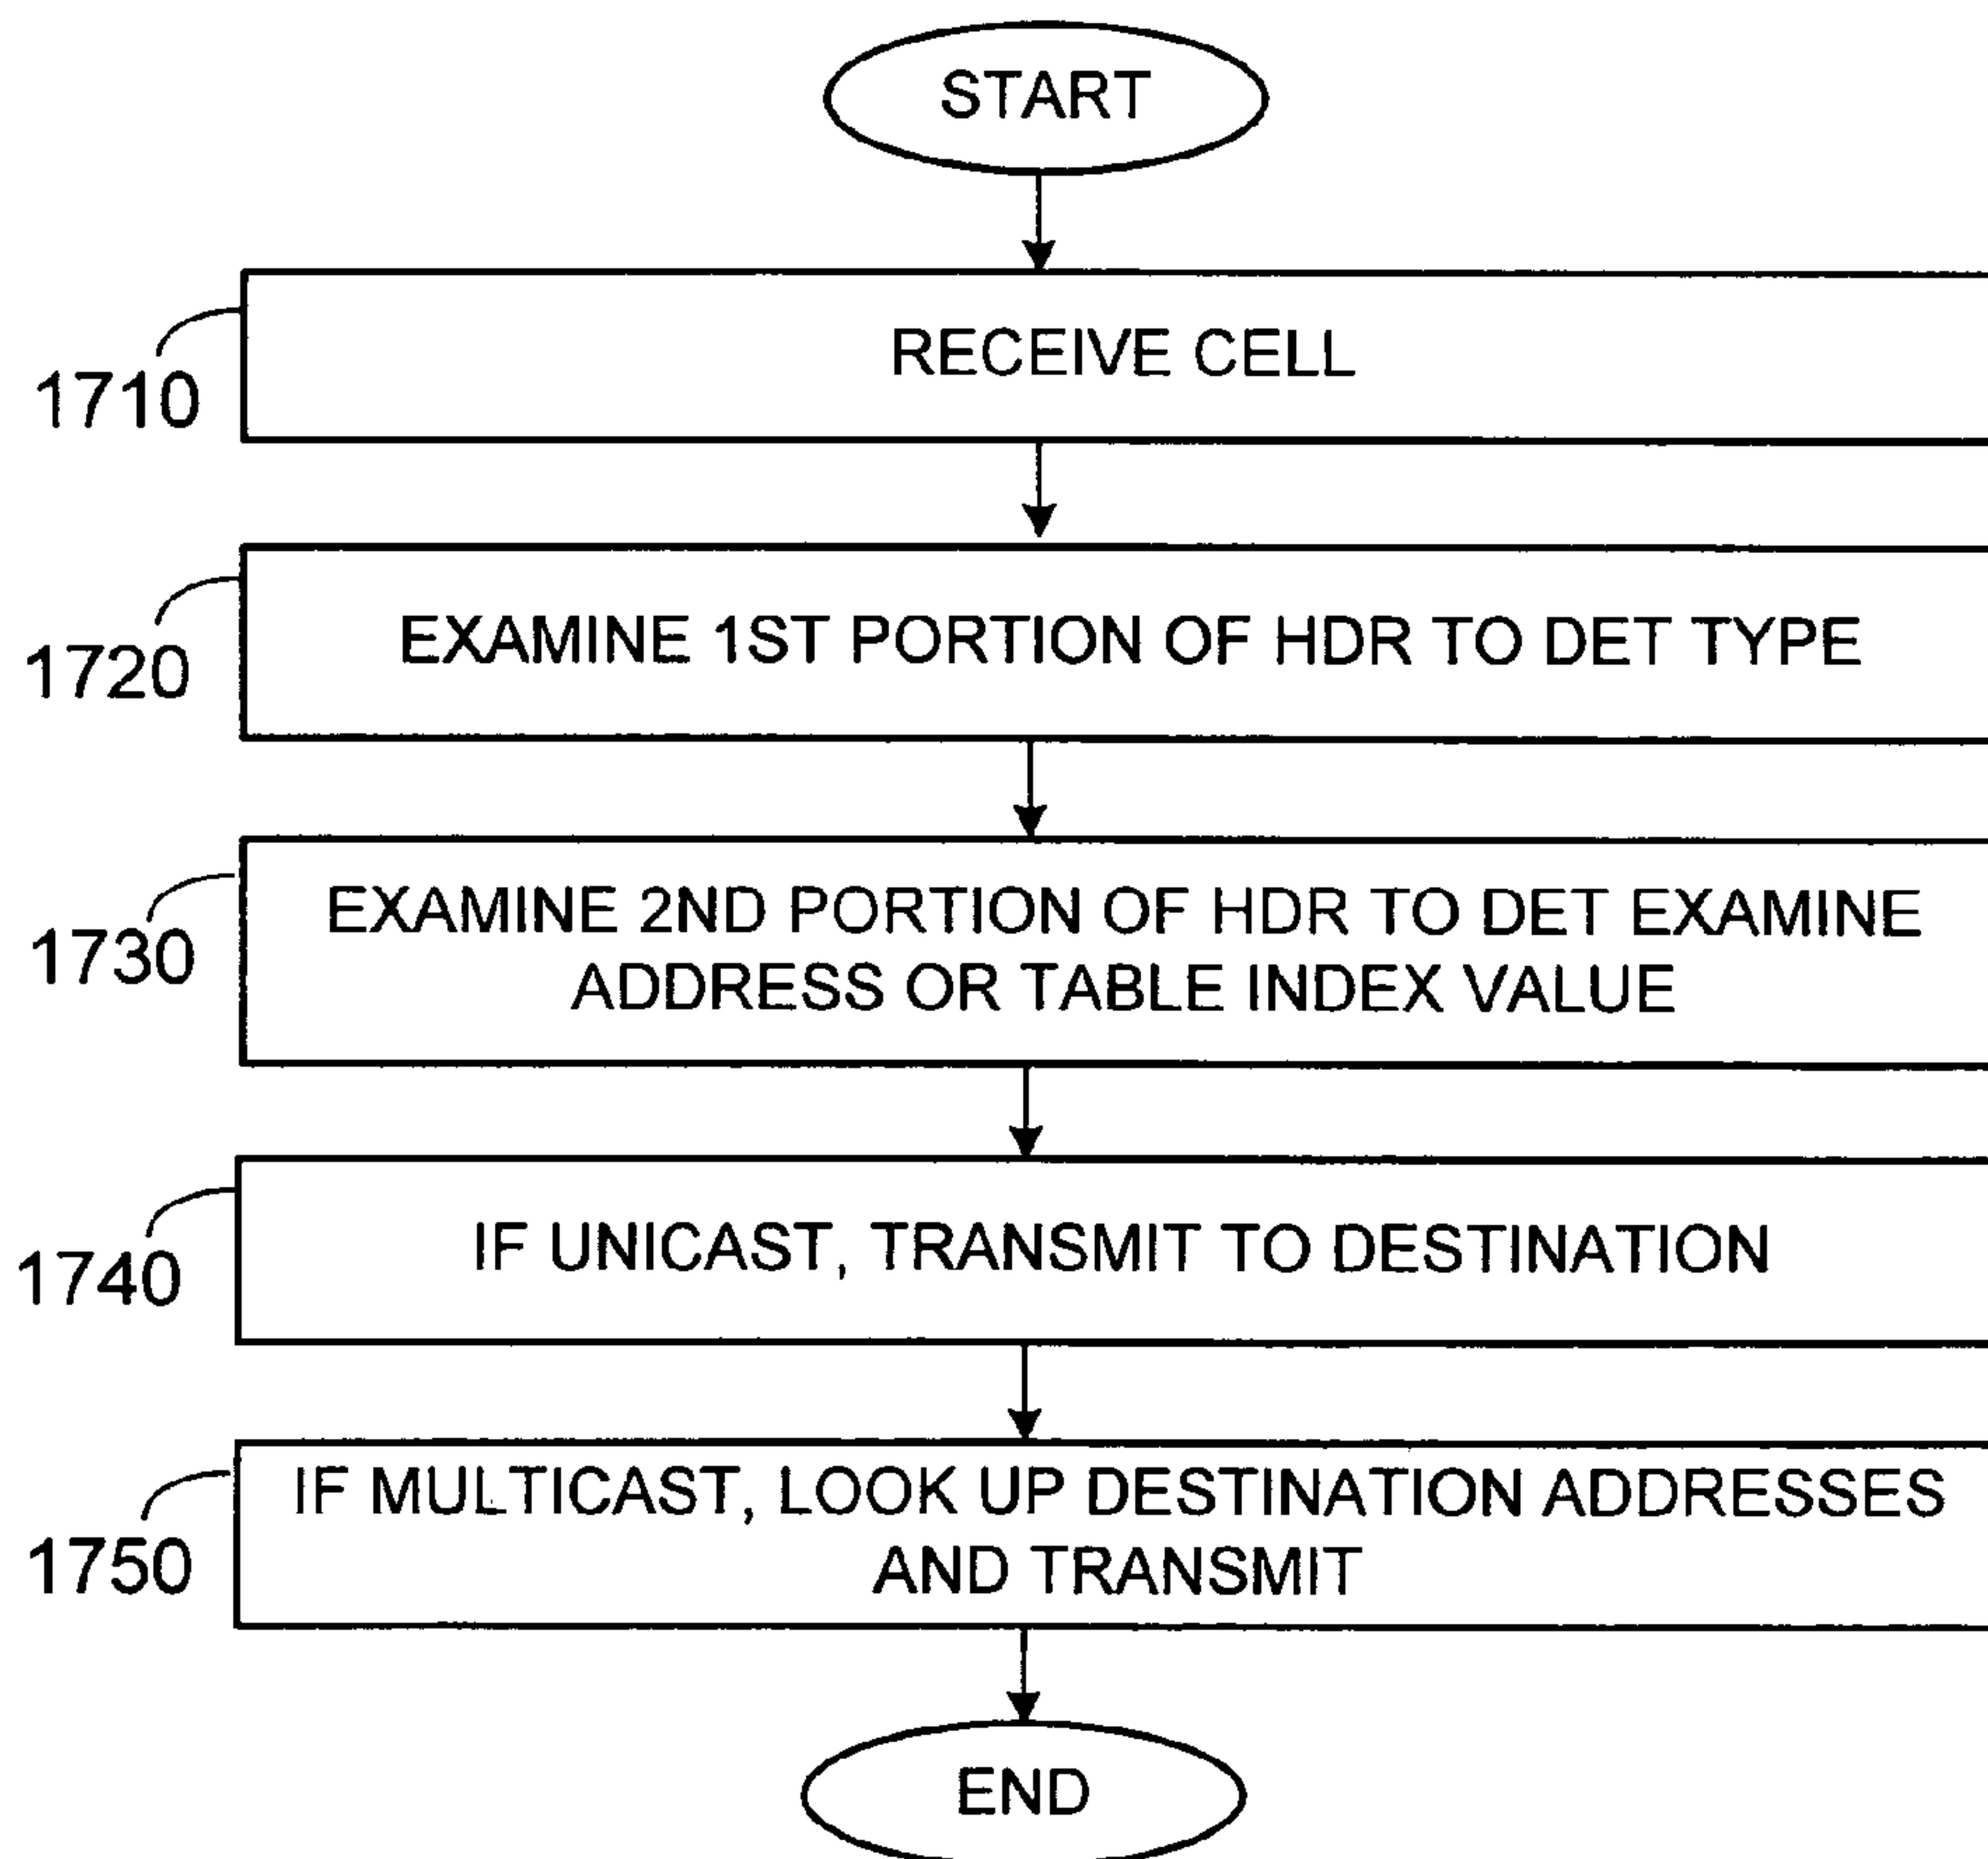 START
RECEIVE CELL
1710
EXAMINE 1ST PORTION OF HDR TO DET TYPE
1720
EXAMINE 2ND PORTION OF HDR TO DET EXAMINE
ADDRESS OR TABLE INDEX VALUE
1730
IF UNICAST, TRANSMIT TO DESTINATION
1740
IF MULTICAST, LOOK UP DESTINATION ADDRESSES
AND TRANSMIT
1750
END